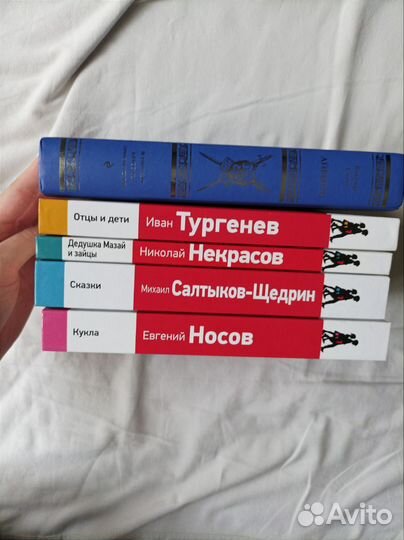 Отцы и дети
Иван Тургенев
Дедушка Мазай
и зайцы
Николай Некрасов
Сказки
Михаил Салтыков-Щедрин
Кукла
Евгений Носов
Avito